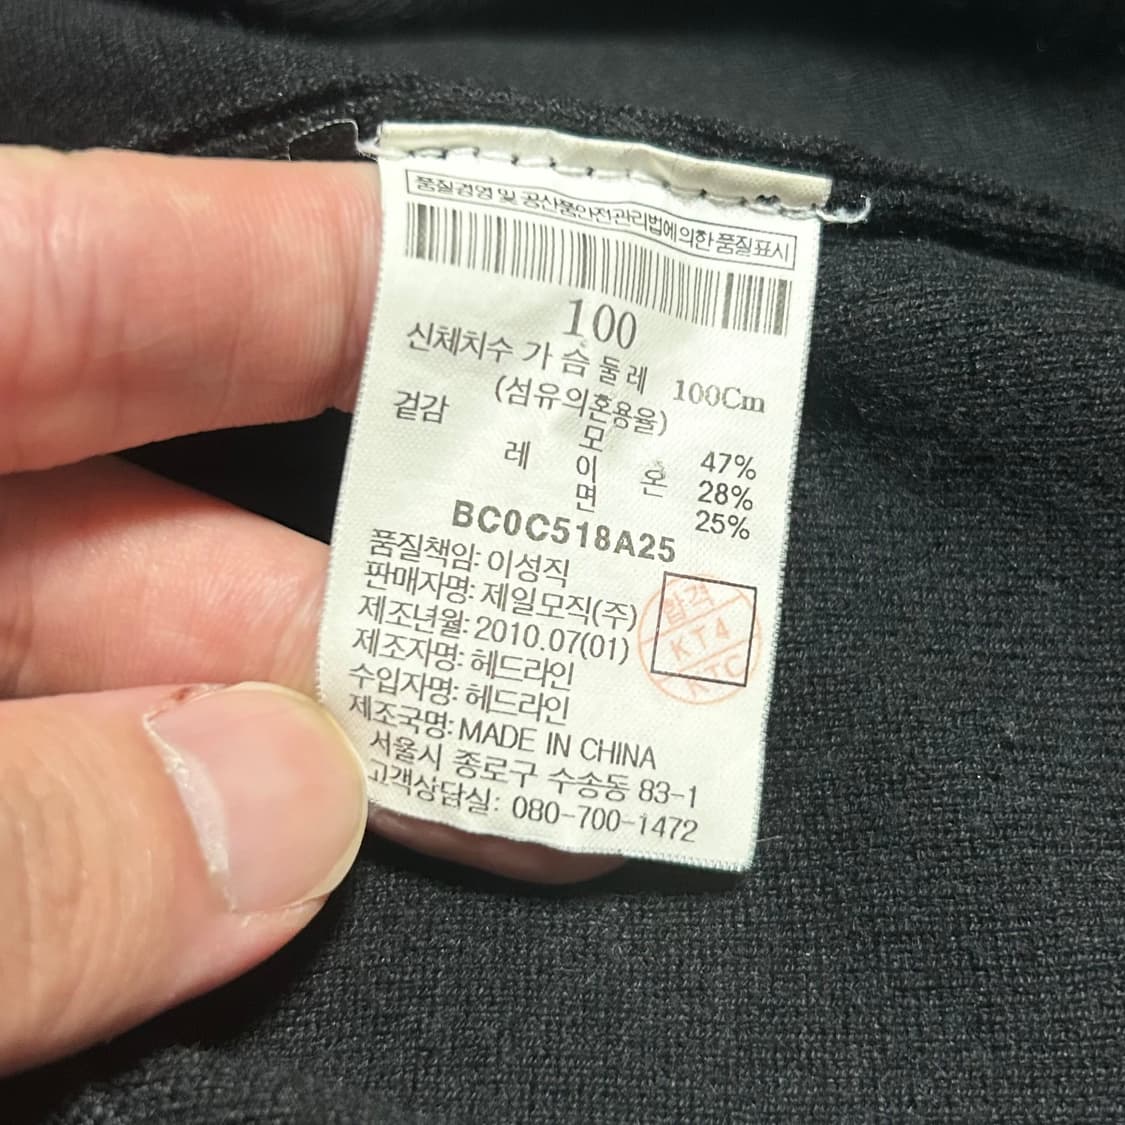 품질경영 및 공산품안전관리법에의한 품질표시
100
신체치수 가슴둘레 100Cm
(섬유의혼용율)
겉감
모 47%
레이온 28%
면 25%
BC0C518A25
품질책임: 이성직
판매자명: 제일모직(주)
제조년월: 2010.07(01)
제조자명: 헤드라인
수입자명: 헤드라인
제조국명: MADE IN CHINA
서울시 종로구 수송동 83-1
고객상담실: 080-700-1472
합격
KT4
KTC